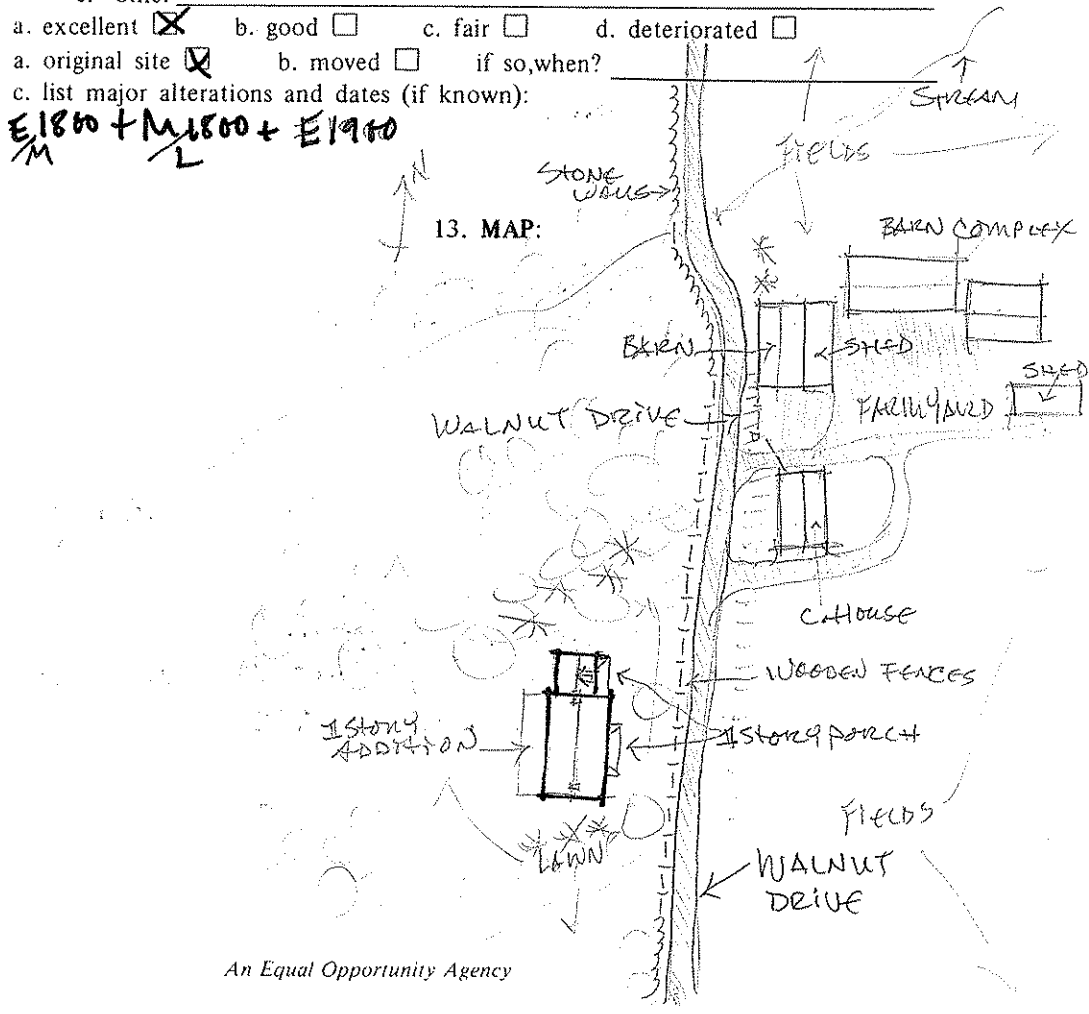 a. excellent ☒ b. good ☐ c. fair ☐ d. deteriorated ☐
a. original site ☒ b. moved ☐ if so,when?
c. list major alterations and dates (if known):
E 1800 + M 1800 + E 1900
/M /L
N
13. MAP:
STREAM
FIELDS
STONE
WALLS
BARN COMPLEX
BARN
SHED
SHED
WALNUT DRIVE
FARMYARD
C.HOUSE
WOODEN FENCES
1 STORY
ADDITION
1 STORY PORCH
FIELDS
LAWN
WALNUT
DRIVE
An Equal Opportunity Agency